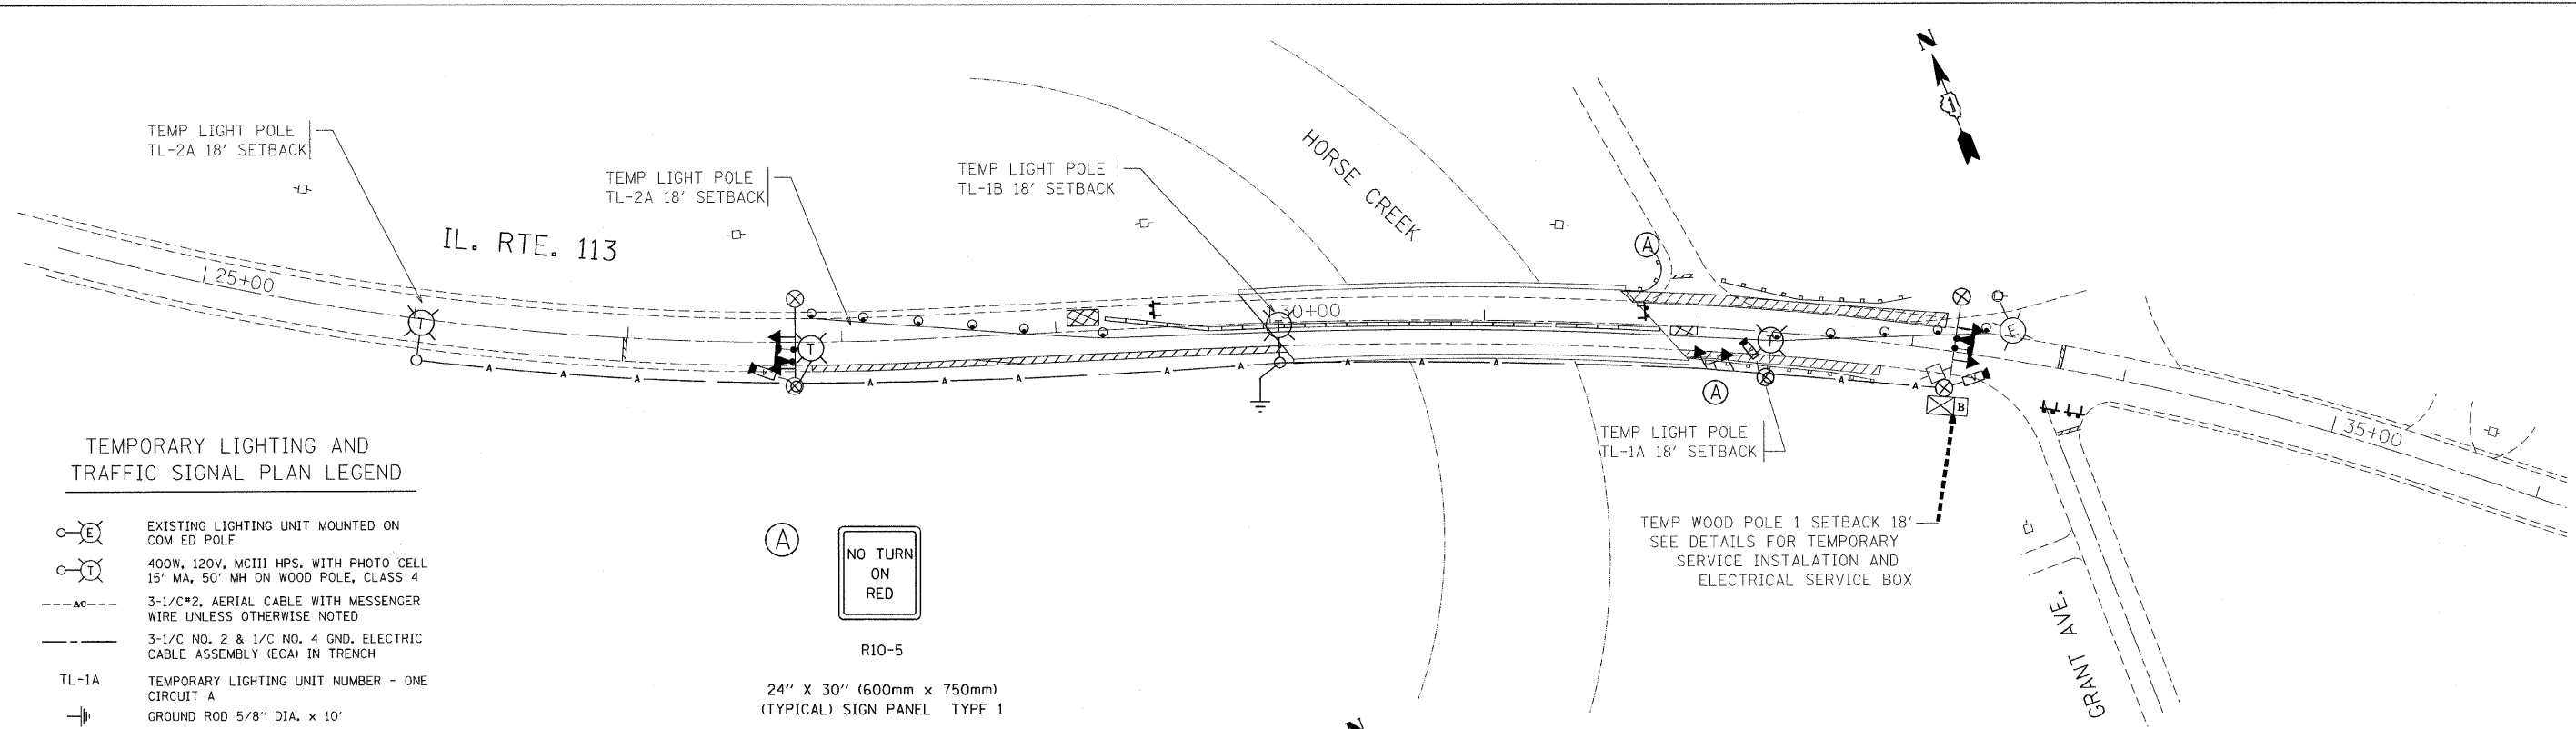 N
TEMP LIGHT POLE
TL-2A 18' SETBACK
TEMP LIGHT POLE
TL-2A 18' SETBACK
TEMP LIGHT POLE
TL-1B 18' SETBACK
HORSE CREEK
IL. RTE. 113
A
25+00
30+00
T
T
T
T
E
A
A
A
A
A
A
A
A
A
A
A
A
A
A
B
35+00
TEMP LIGHT POLE
TL-1A 18' SETBACK
TEMP WOOD POLE 1 SETBACK 18'
SEE DETAILS FOR TEMPORARY
SERVICE INSTALATION AND
ELECTRICAL SERVICE BOX
GRANT AVE.
TEMPORARY LIGHTING AND
TRAFFIC SIGNAL PLAN LEGEND
E
EXISTING LIGHTING UNIT MOUNTED ON
COM ED POLE
T
400W, 120V, MCIII HPS. WITH PHOTO CELL
15' MA, 50' MH ON WOOD POLE, CLASS 4
AC
3-1/C#2, AERIAL CABLE WITH MESSENGER
WIRE UNLESS OTHERWISE NOTED
3-1/C NO. 2 & 1/C NO. 4 GND. ELECTRIC
CABLE ASSEMBLY (ECA) IN TRENCH
TL-1A
TEMPORARY LIGHTING UNIT NUMBER - ONE
CIRCUIT A
GROUND ROD 5/8" DIA. x 10'
A
NO TURN
ON
RED
R10-5
24" X 30" (600mm x 750mm)
(TYPICAL) SIGN PANEL TYPE 1